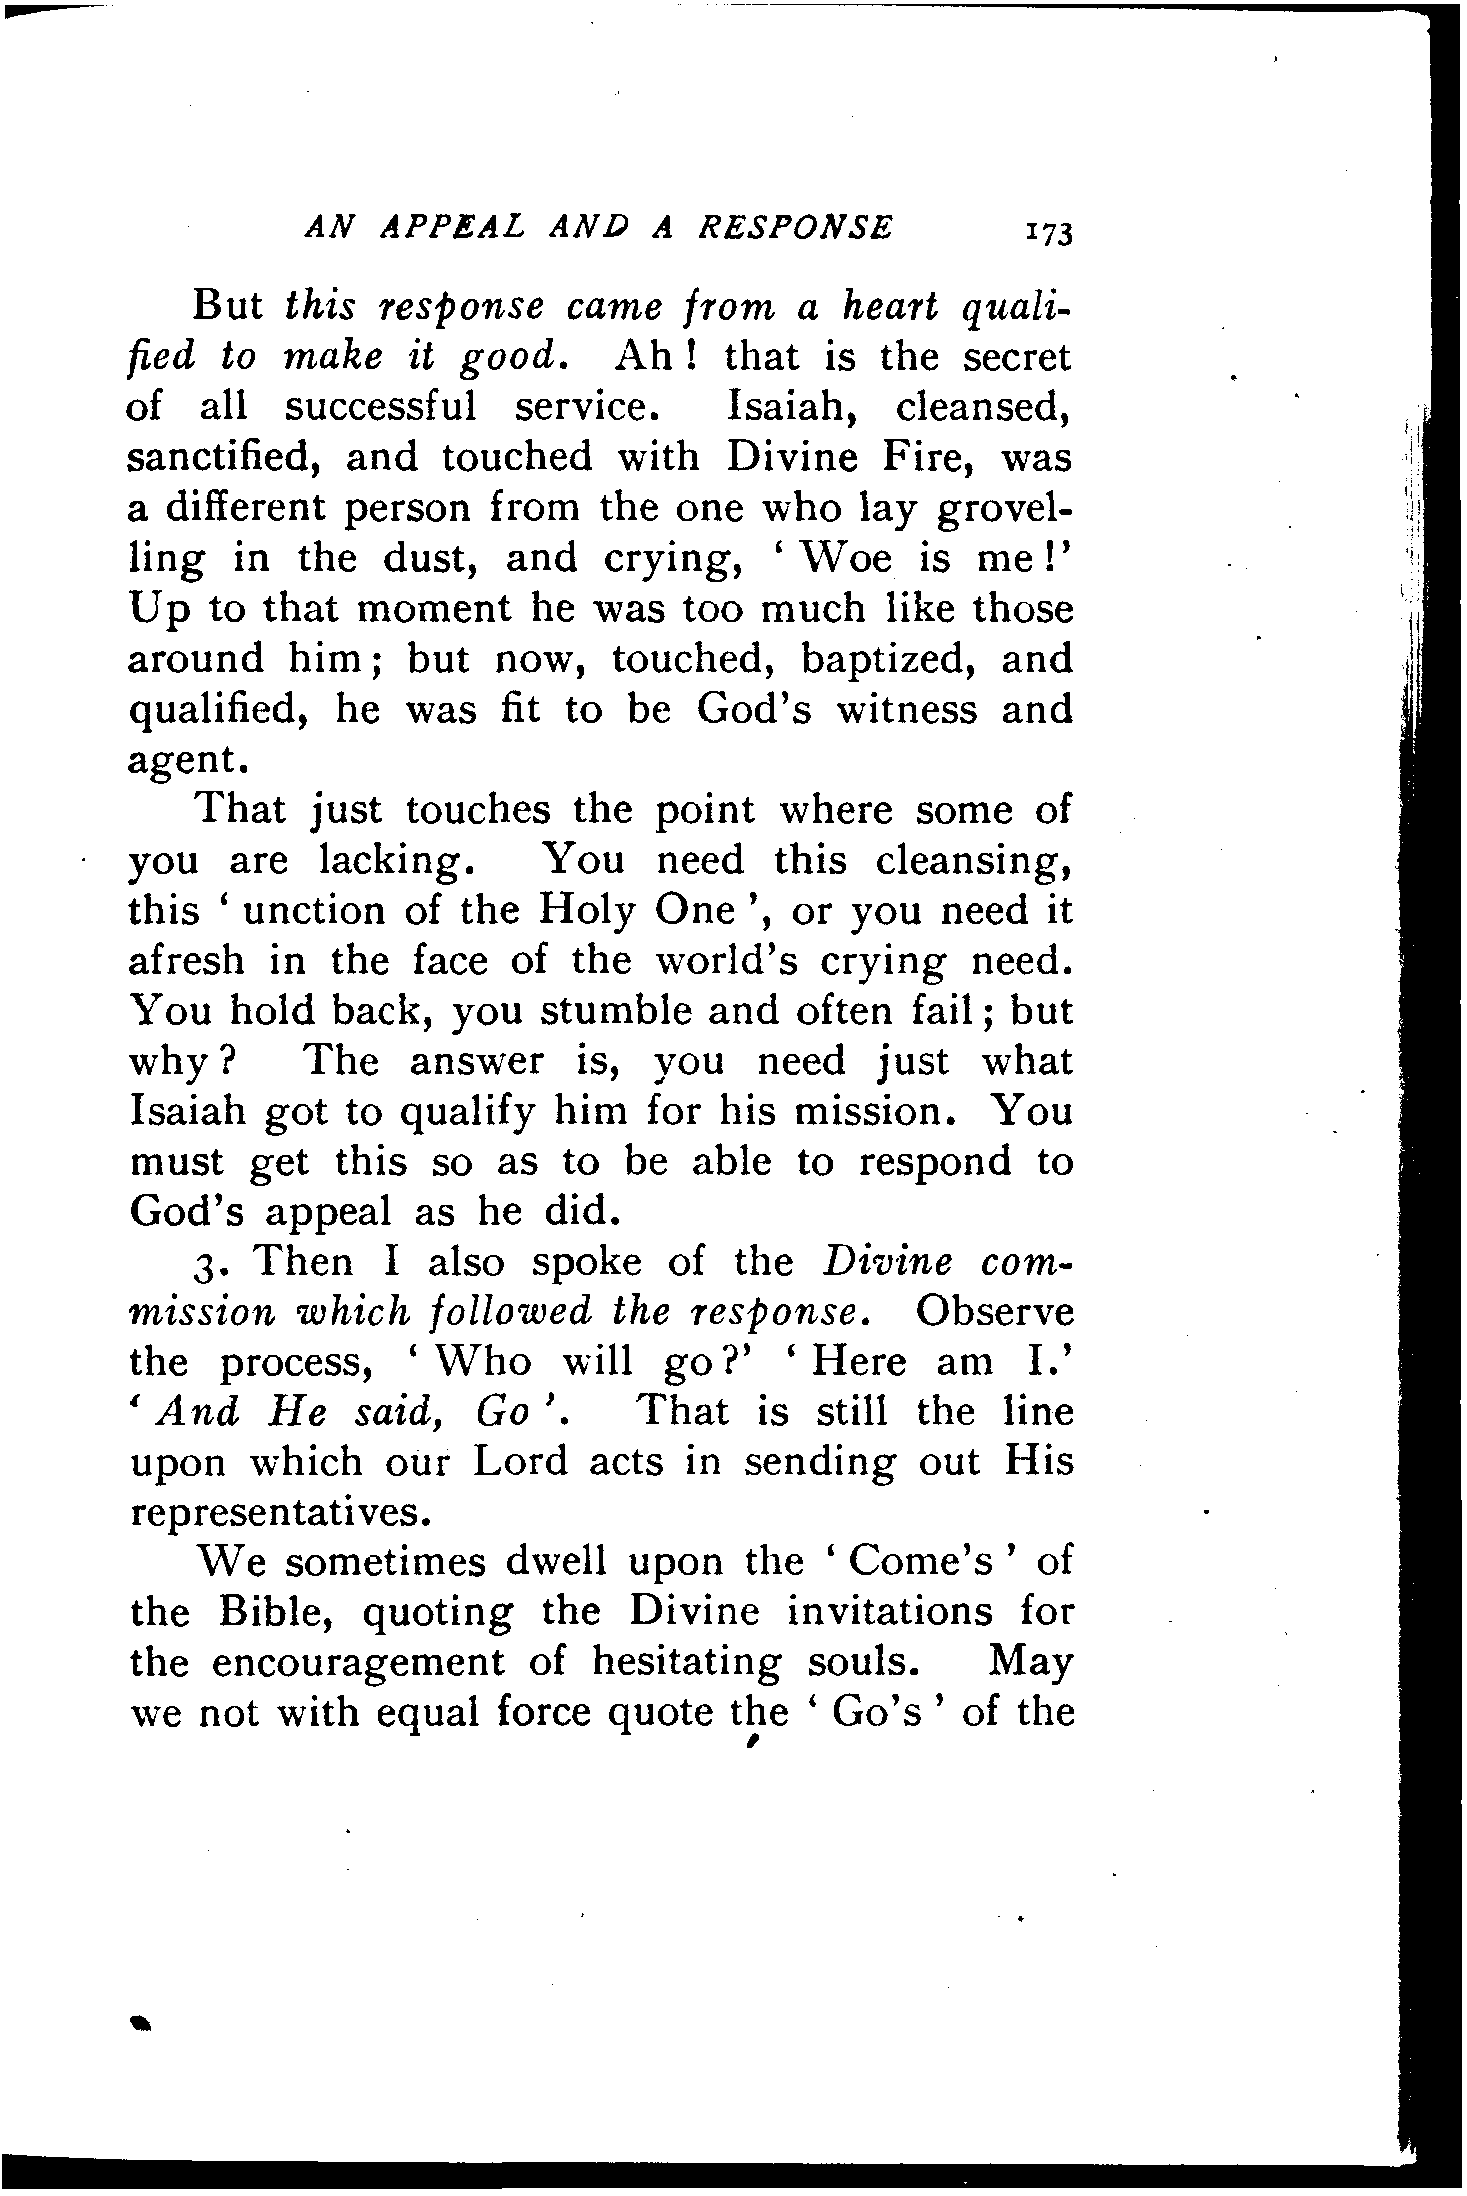 AN APPEAL AND A RESPONSE 173
But this response came from a heart quali-
fied to make it good. Ah ! that is the secret
of all successful service. Isaiah, cleansed,
sanctified, and touched with Divine Fire, was
a different person from the one who lay grovel-
ling in the dust, and crying, ‘ Woe is me !’
Up to that moment he was too much like those
around him ; but now, touched, baptized, and
qualified, he was fit to be God’s witness and
agent.
That just touches the point where some of
you are lacking. You need this cleansing,
this ‘ unction of the Holy One ’, or you need it
afresh in the face of the world’s crying need.
You hold back, you stumble and often fail ; but
why ? The answer is, you need just what
Isaiah got to qualify him for his mission. You
must get this so as to be able to respond to
God’s appeal as he did.
3. Then I also spoke of the Divine com-
mission which followed the response. Observe
the process, ‘ Who will go ?’ ‘ Here am I.’
‘ And He said, Go ’. That is still the line
upon which our Lord acts in sending out His
representatives.
We sometimes dwell upon the ‘ Come’s ’ of
the Bible, quoting the Divine invitations for
the encouragement of hesitating souls. May
we not with equal force quote the ‘ Go’s ’ of the